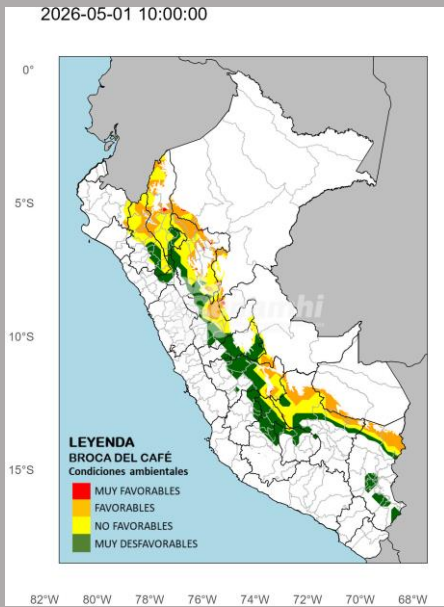 2026-05-01 10:00:00
0°
5°S
10°S
15°S
senamhi
LEYENDA
BROCA DEL CAFÉ
Condiciones ambientales
MUY FAVORABLES
FAVORABLES
NO FAVORABLES
MUY DESFAVORABLES
82°W 80°W 78°W 76°W 74°W 72°W 70°W 68°W